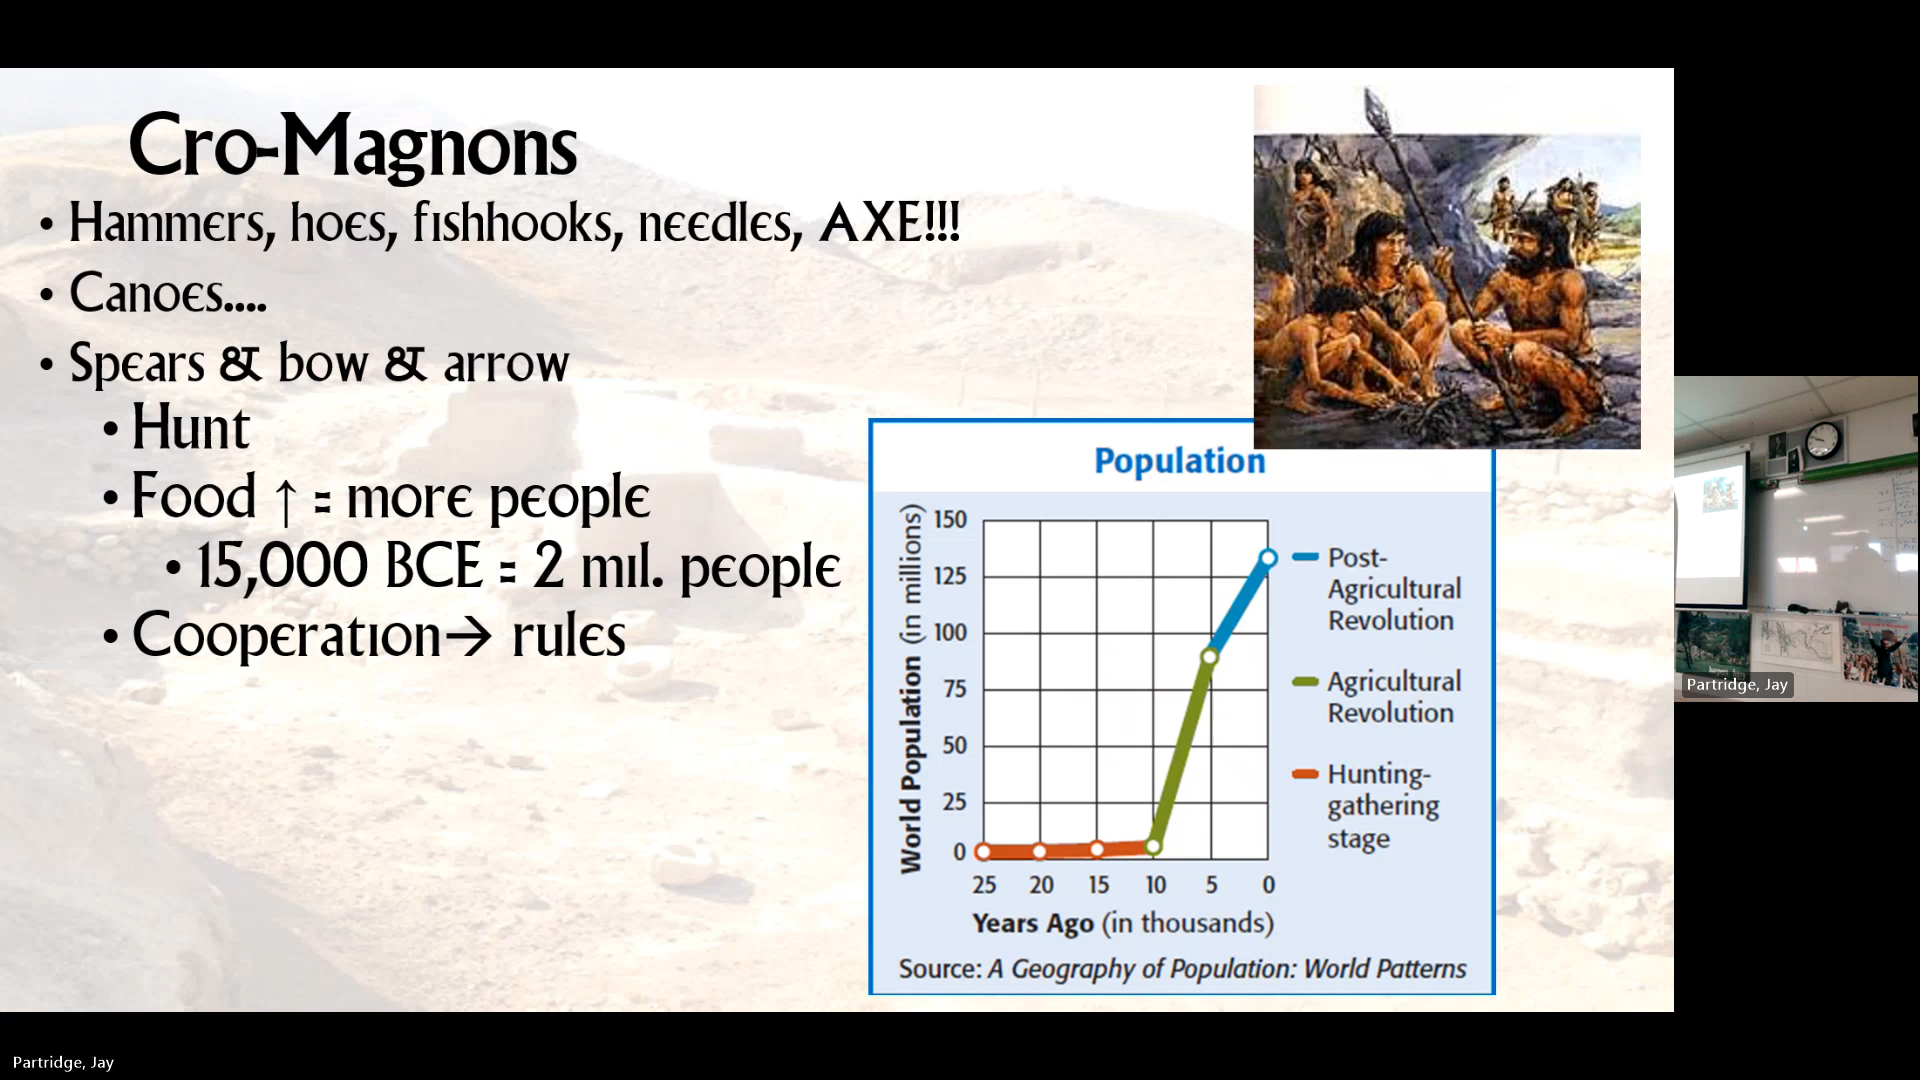 Cro-Magnons
• Hammers, hoes, fishhooks, needles, AXE!!!
• Canoes....
• Spears & bow & arrow
• Hunt
• Food ↑ = more people
• 15,000 BCE = 2 mil. people
• Cooperation→ rules
Population
World Population (in millions)
150
125
100
75
50
25
0
25 20 15 10 5 0
Years Ago (in thousands)
Post-
Agricultural
Revolution
Agricultural
Revolution
Hunting-
gathering
stage
Source: A Geography of Population: World Patterns
Partridge, Jay
Partridge, Jay